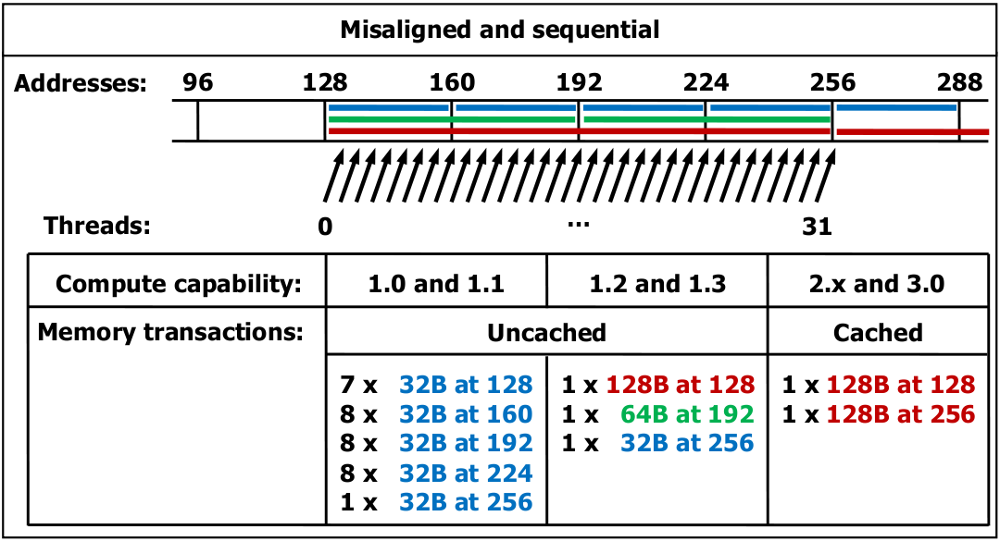 Misaligned and sequential
Addresses: 96 128 160 192 224 256 288
Threads: 0 ... 31
Compute capability: 1.0 and 1.1 1.2 and 1.3 2.x and 3.0
Memory transactions: Uncached Cached
7 x 32B at 128 1 x 128B at 128 1 x 128B at 128
8 x 32B at 160 1 x 64B at 192 1 x 128B at 256
8 x 32B at 192 1 x 32B at 256
8 x 32B at 224
1 x 32B at 256